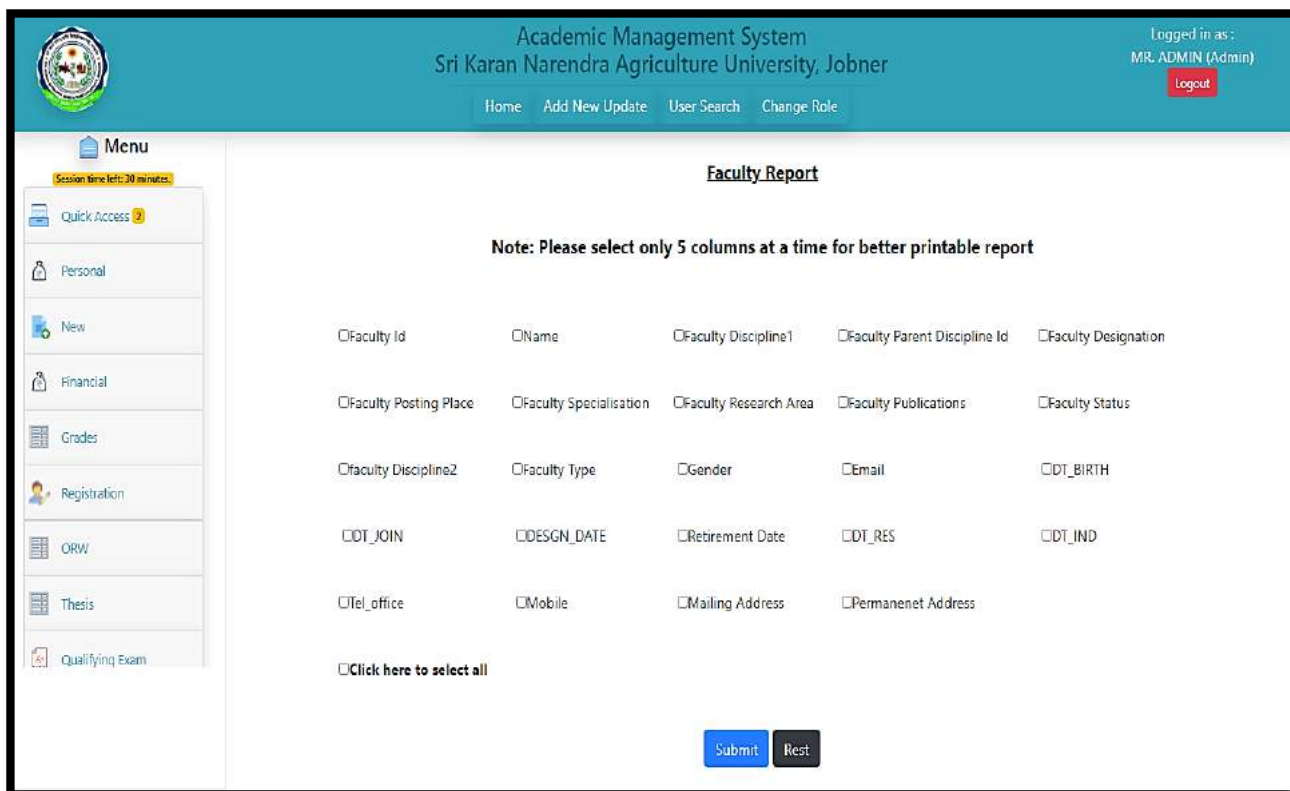 Academic Management System
Sri Karan Narendra Agriculture University, Jobner
Logged in as :
MR. ADMIN (Admin)
Logout
Home Add New Update User Search Change Role
Menu
Session time left: 30 minutes.
Quick Access 2
Personal
New
Financial
Grades
Registration
ORW
Thesis
Qualifying Exam
Faculty Report
Note: Please select only 5 columns at a time for better printable report
Faculty Id Name Faculty Discipline1 Faculty Parent Discipline Id Faculty Designation
Faculty Posting Place Faculty Specialisation Faculty Research Area Faculty Publications Faculty Status
faculty Discipline2 Faculty Type Gender Email DT_BIRTH
DT_JOIN DESGN_DATE Retirement Date DT_RES DT_IND
Tel_office Mobile Mailing Address Permanenet Address
Click here to select all
Submit Rest